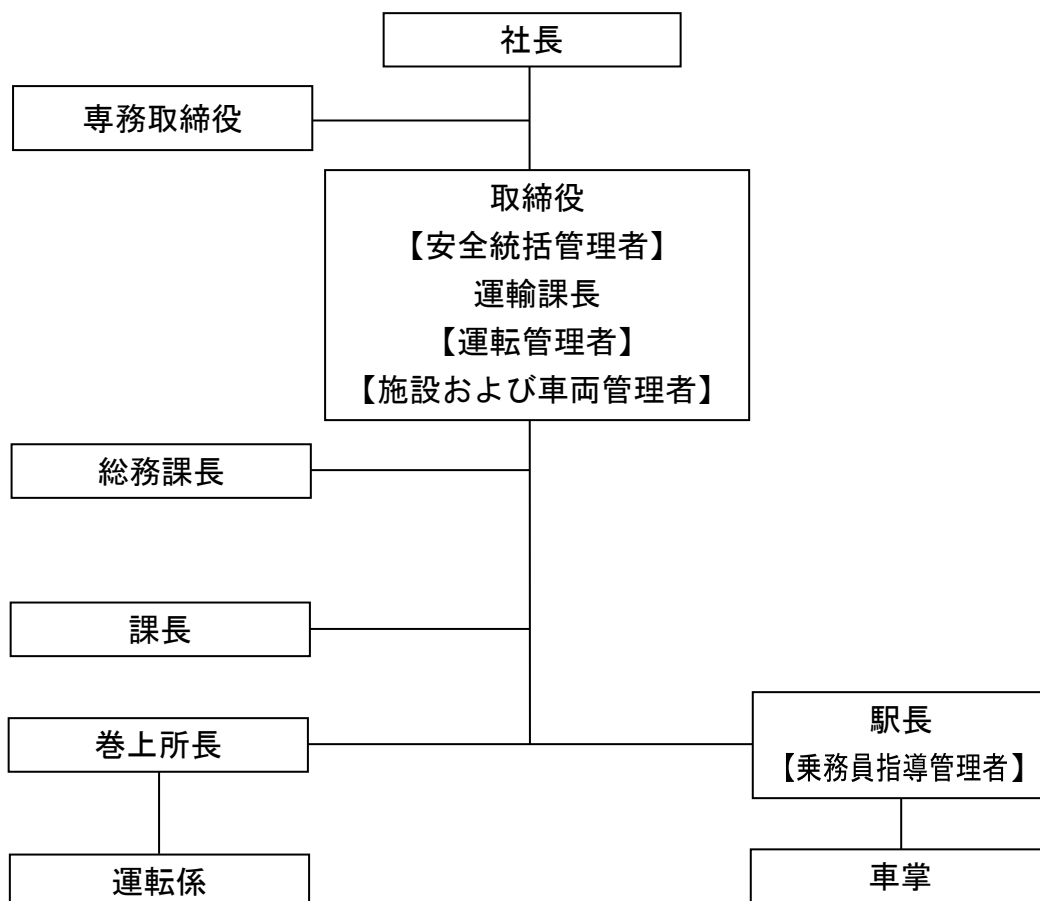 社長
専務取締役
取締役
【安全統括管理者】
運輸課長
【運転管理者】
【施設および車両管理者】
総務課長
課長
巻上所長
駅長
【乗務員指導管理者】
運転係
車掌